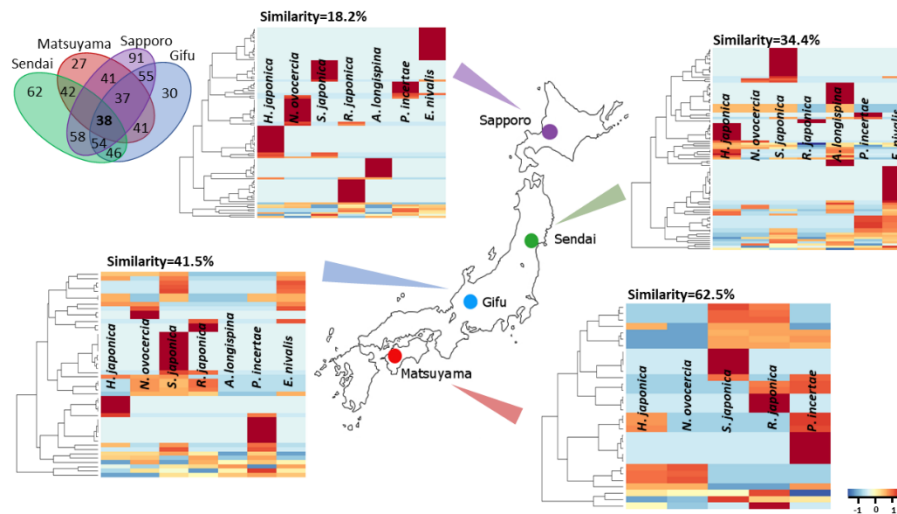 Similarity=18.2%
Matsuyama
Sapporo
Sendai
Gifu
27
91
62
42
41
55
30
37
38
41
58
54
46
H. japonica
N. ovocercia
S. japonica
R. japonica
A. longispina
P. incertae
E. nivalis
Similarity=34.4%
H. japonica
N. ovocercia
S. japonica
R. japonica
A. longispina
P. incertae
E. nivalis
Sapporo
Sendai
Gifu
Matsuyama
Similarity=41.5%
H. japonica
N. ovocercia
S. japonica
R. japonica
A. longispina
P. incertae
E. nivalis
Similarity=62.5%
H. japonica
N. ovocercia
S. japonica
R. japonica
P. incertae
-1 0 1